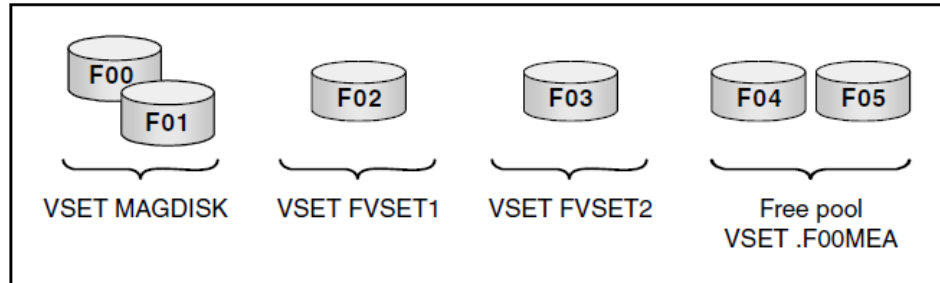 F00
F01
F02
F03
F04
F05
VSET MAGDISK
VSET FVSET1
VSET FVSET2
Free pool
VSET .F00MEA